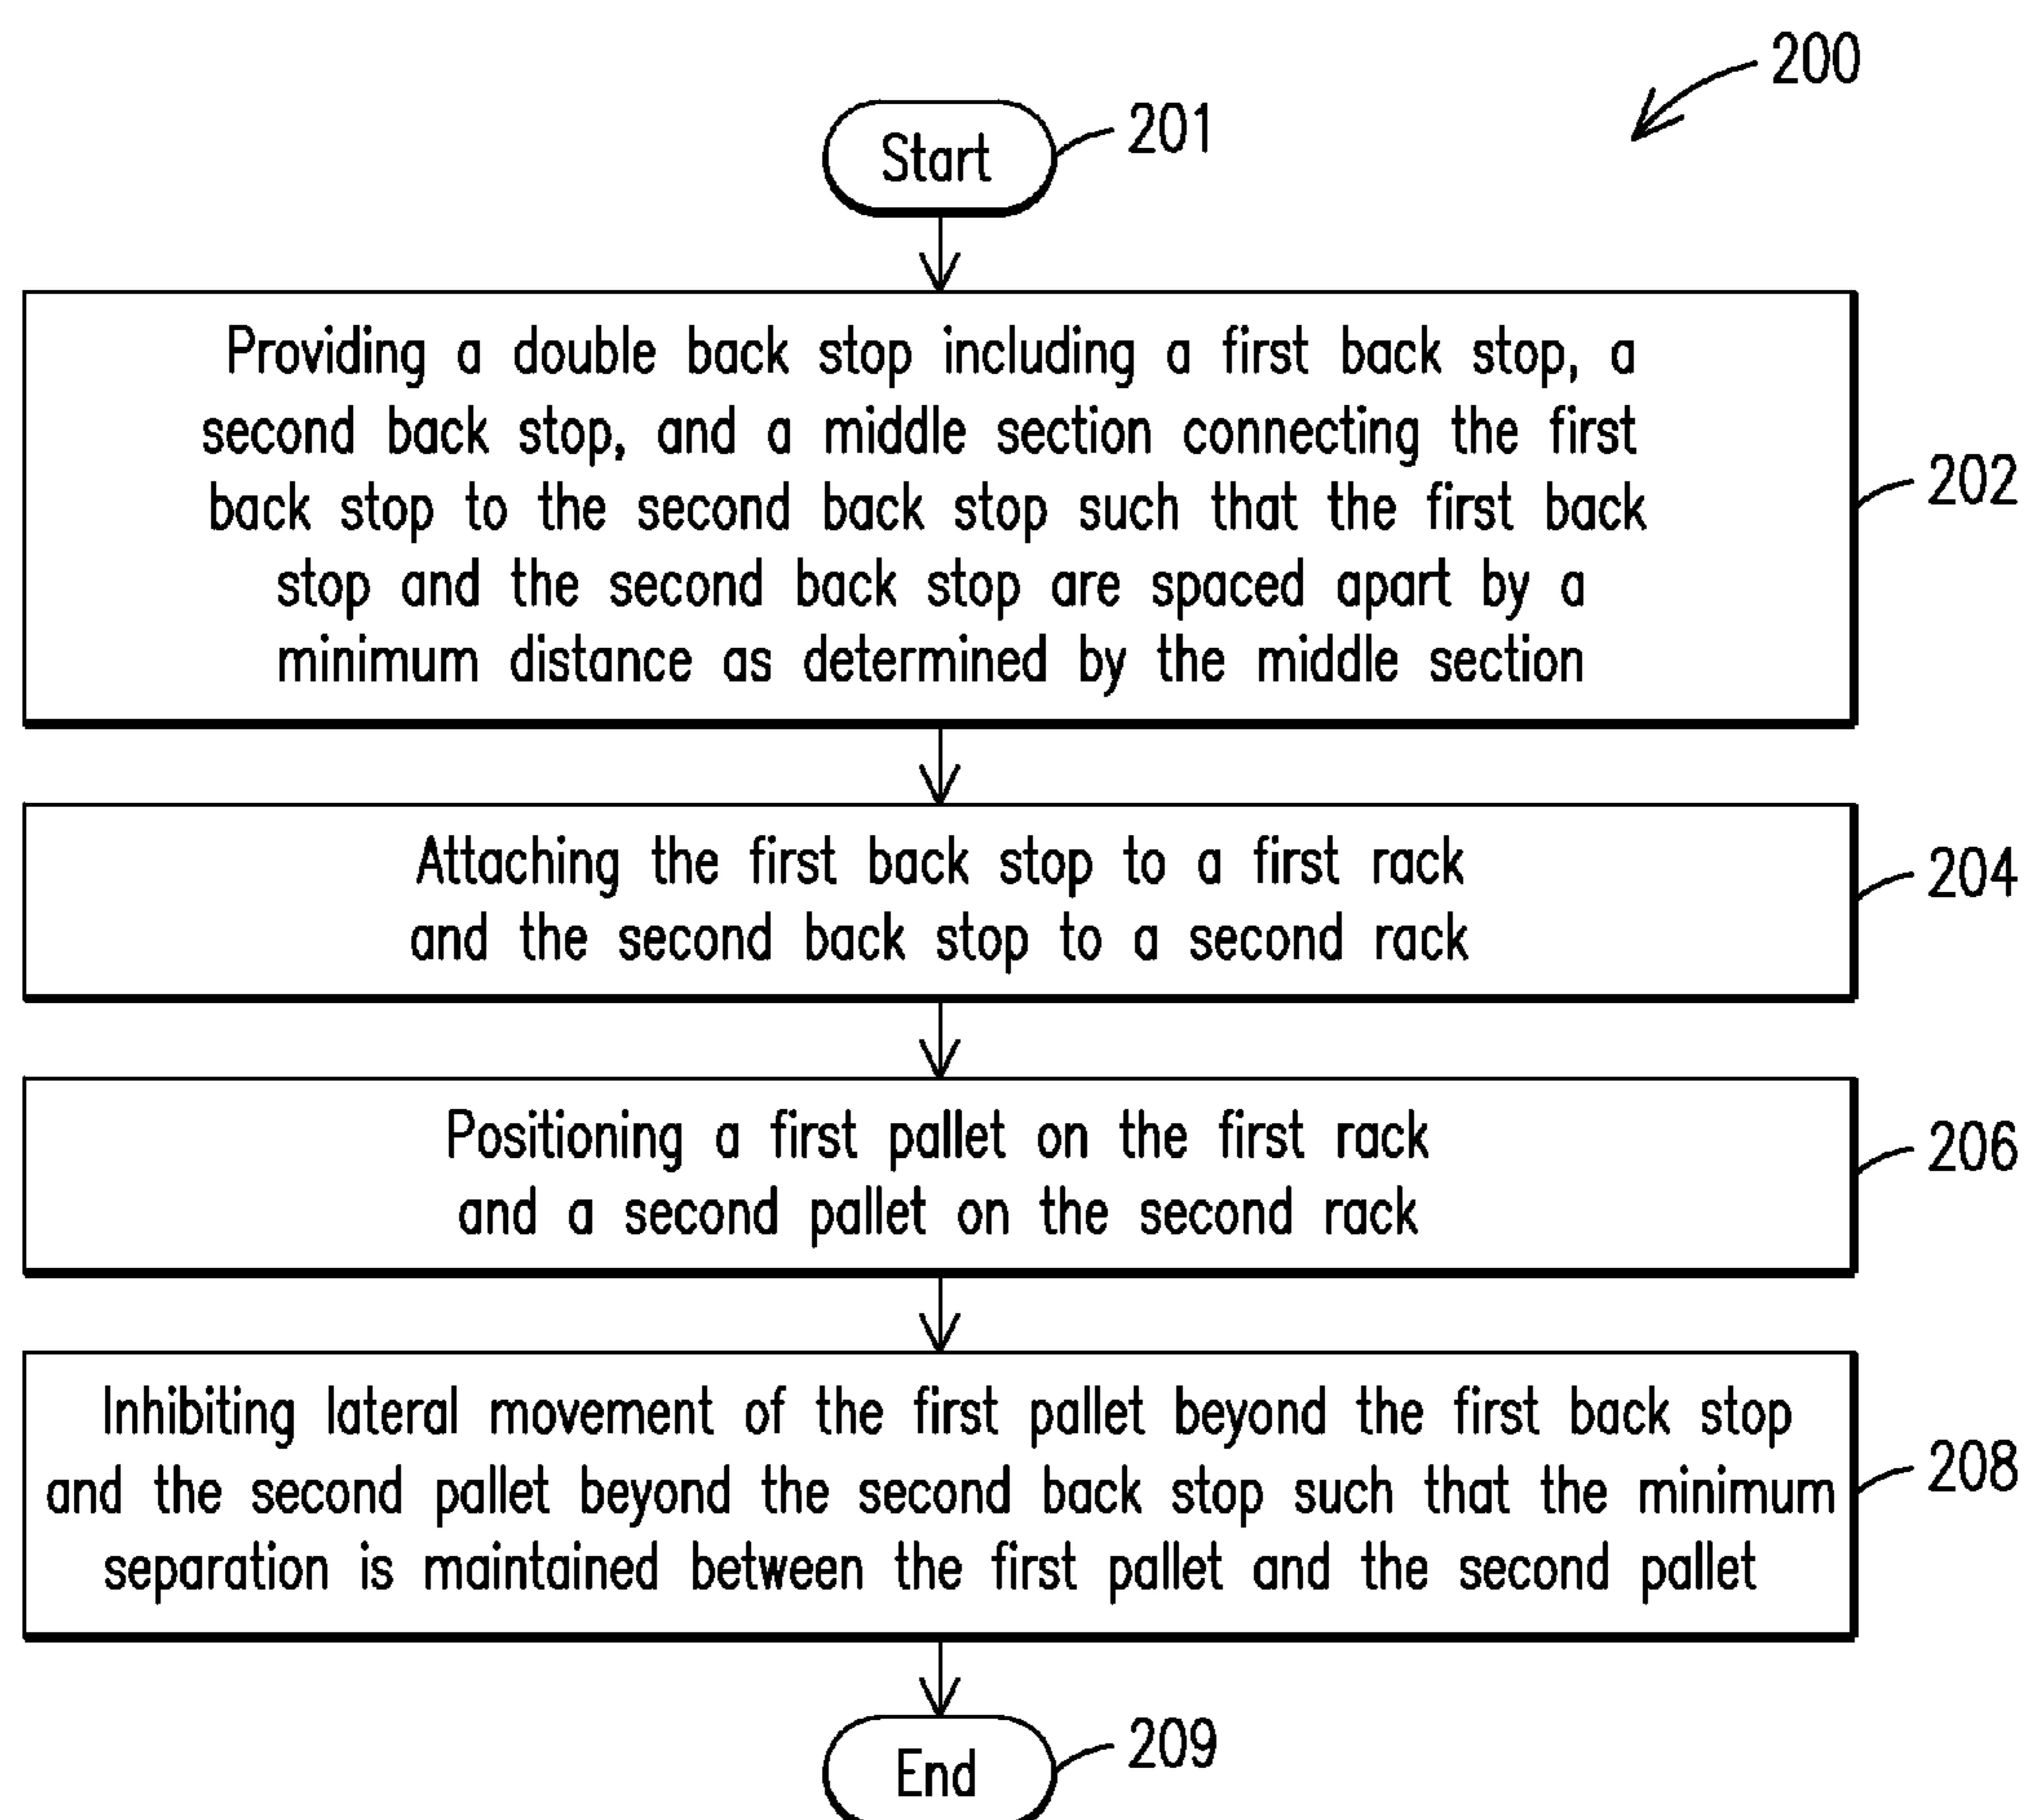 200
Start
201
Providing a double back stop including a first back stop, a
second back stop, and a middle section connecting the first
back stop to the second back stop such that the first back
stop and the second back stop are spaced apart by a
minimum distance as determined by the middle section
202
Attaching the first back stop to a first rack
and the second back stop to a second rack
204
Positioning a first pallet on the first rack
and a second pallet on the second rack
206
Inhibiting lateral movement of the first pallet beyond the first back stop
and the second pallet beyond the second back stop such that the minimum
separation is maintained between the first pallet and the second pallet
208
End
209